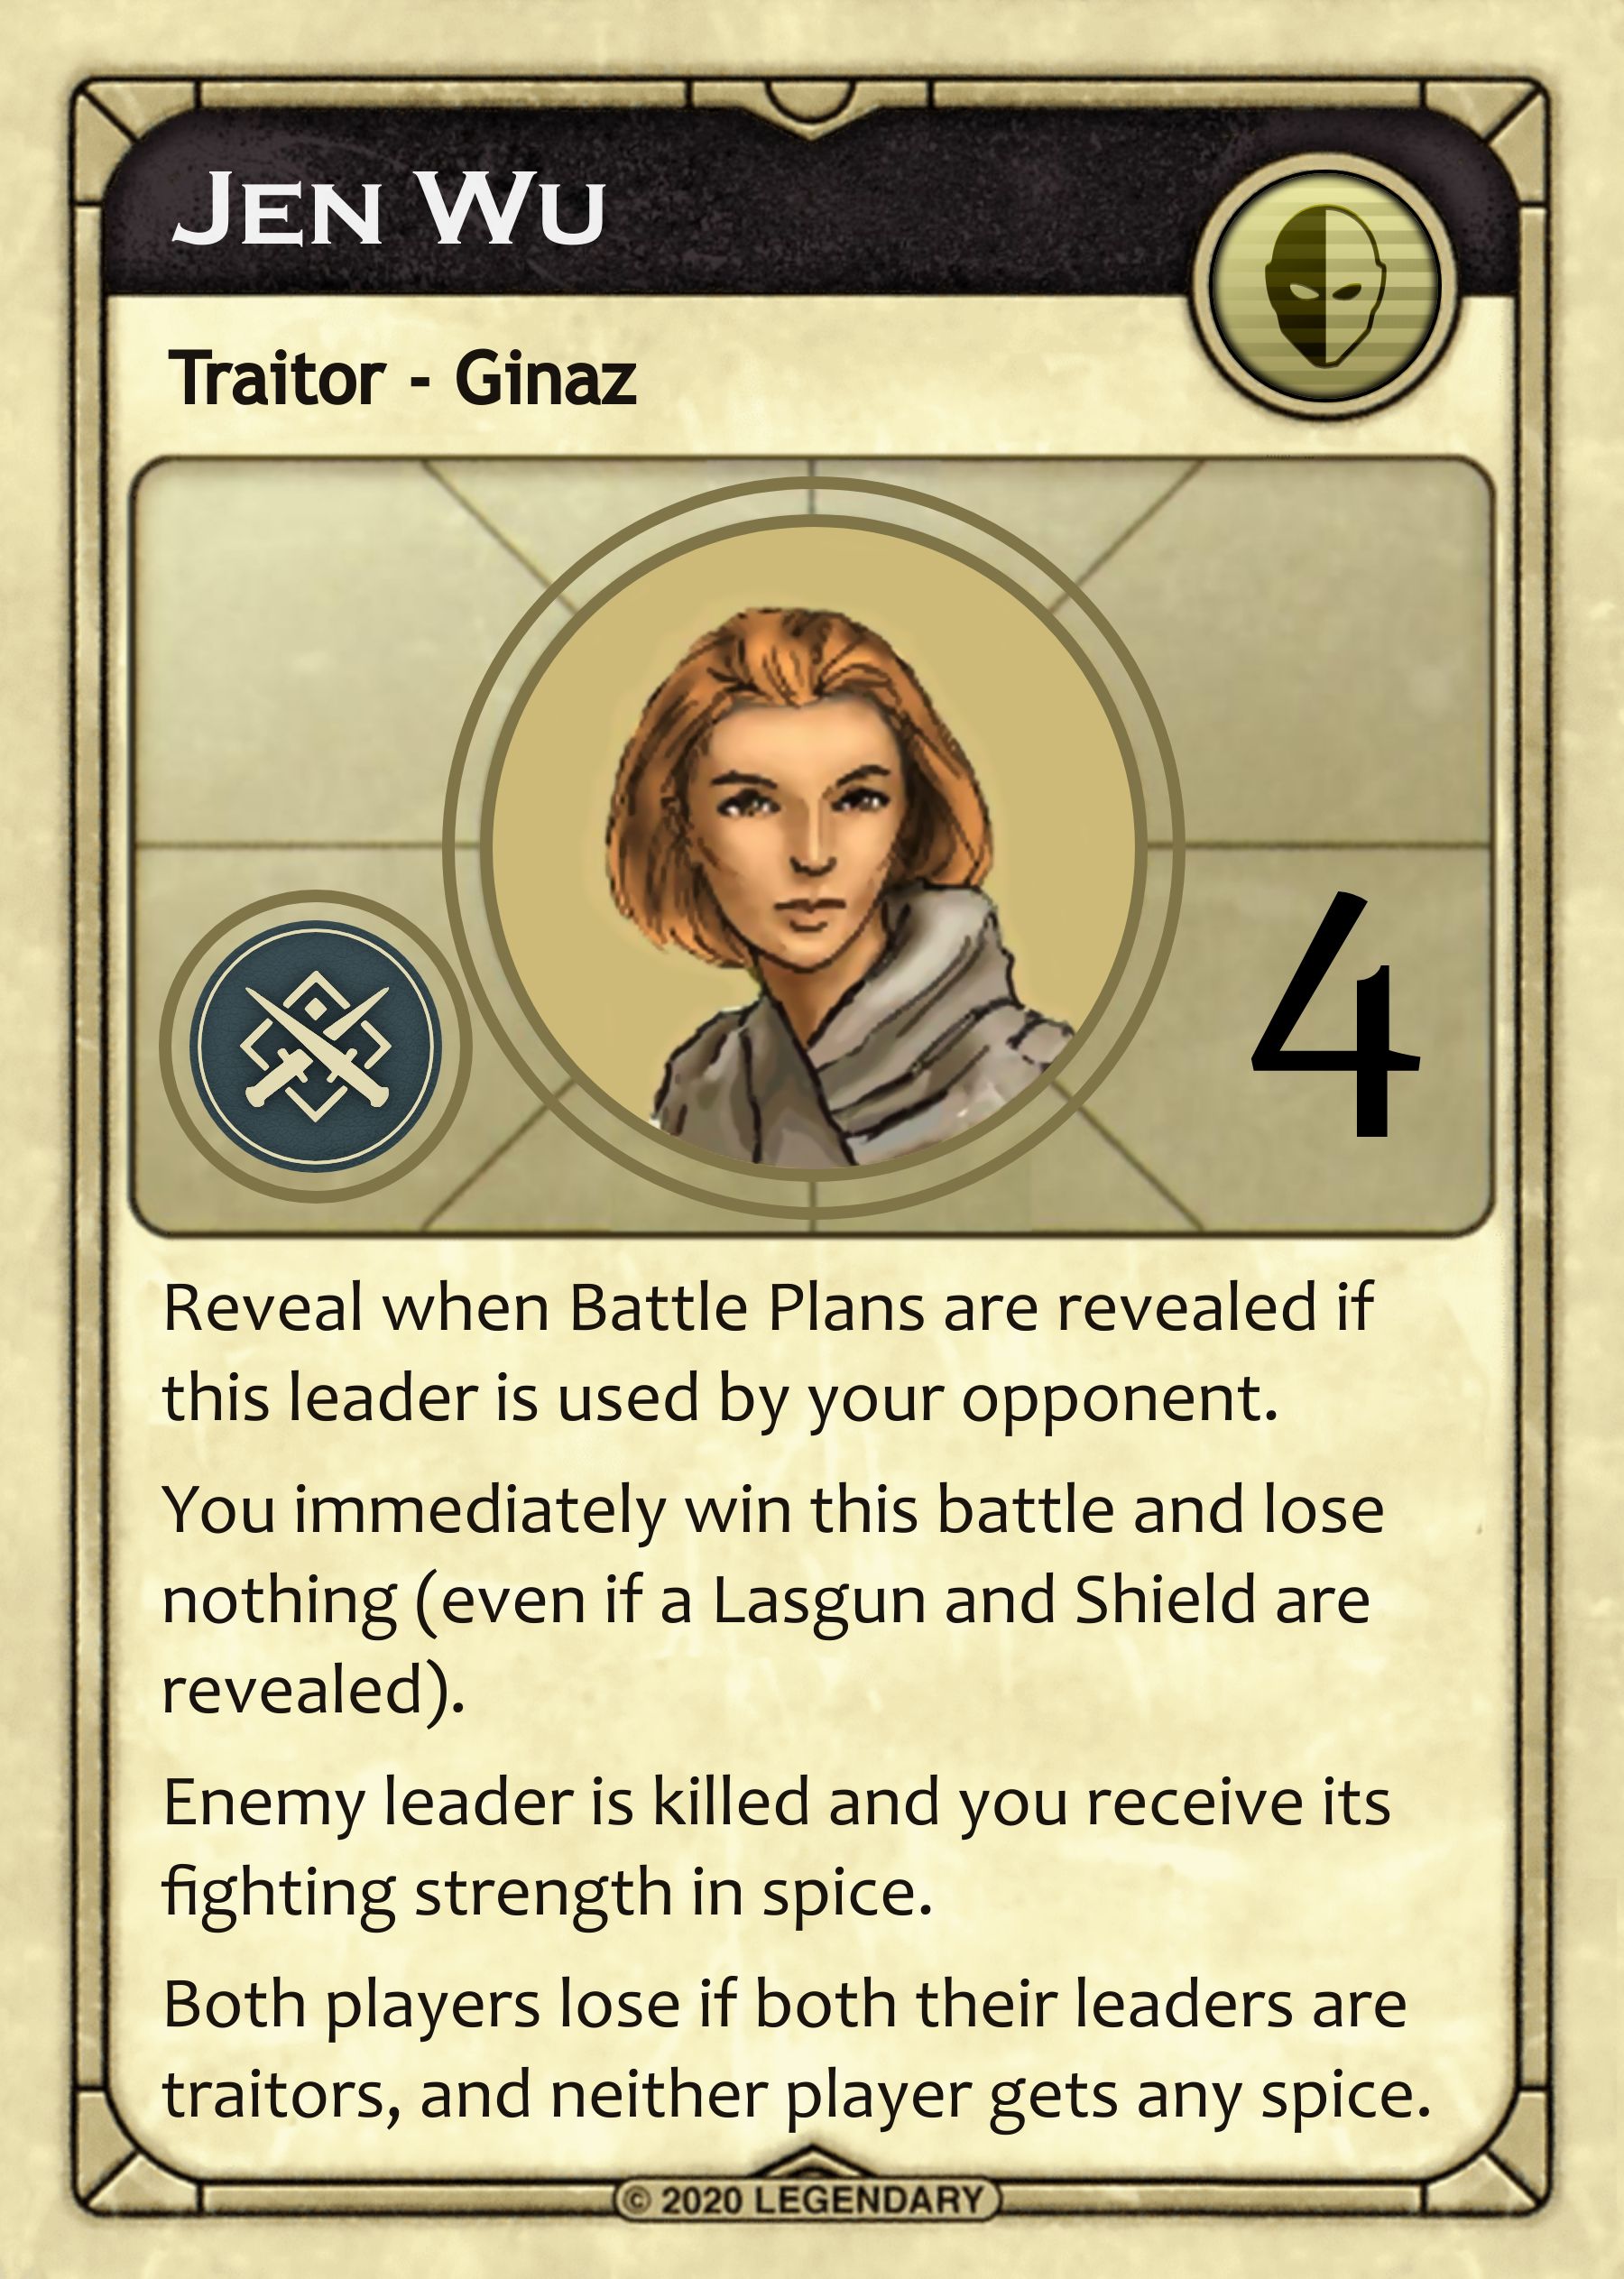 Jen Wu
Traitor - Ginaz
4
Reveal when Battle Plans are revealed if
this leader is used by your opponent.
You immediately win this battle and lose
nothing (even if a Lasgun and Shield are
revealed).
Enemy leader is killed and you receive its
fighting strength in spice.
Both players lose if both their leaders are
traitors, and neither player gets any spice.
© 2020 LEGENDARY